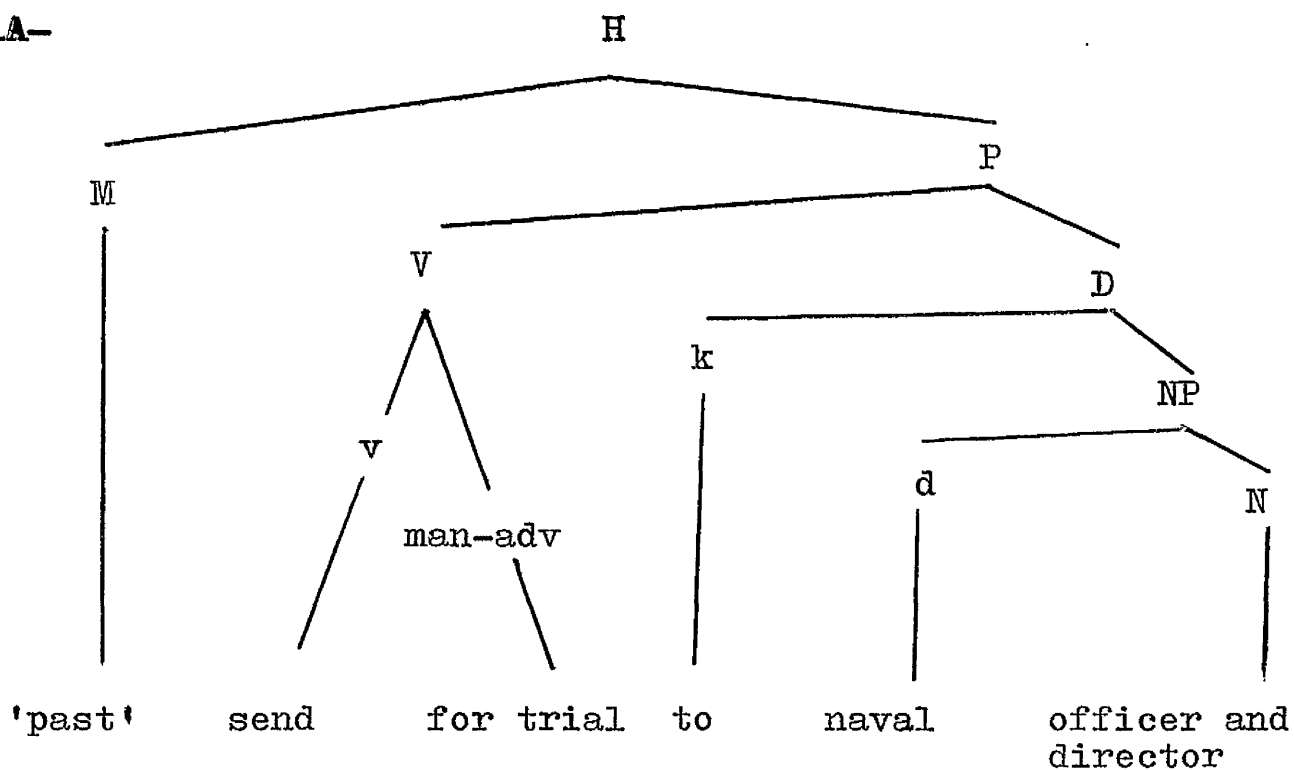 .A– H
M P
V D
k
NP
v d N
man-adv
'past' send for trial to naval officer and
director